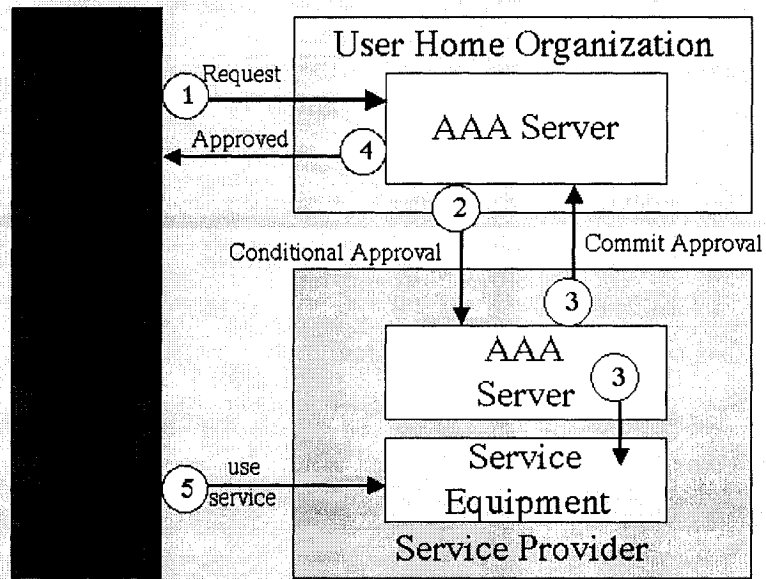 User Home Organization
Request
1
AAA Server
Approved
4
2
Conditional Approval
Commit Approval
3
AAA
Server
3
use
service
5
Service
Equipment
Service Provider